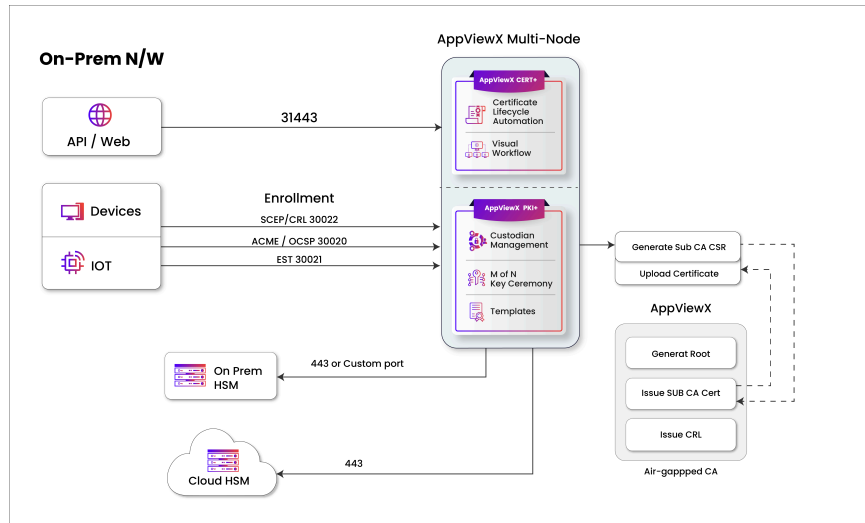 AppViewX Multi-Node
On-Prem N/W
AppViewX CERT+
Certificate
Lifecycle
Automation
Visual
Workflow
API / Web
31443
Devices
IOT
Enrollment
SCEP/CRL 30022
ACME / OCSP 30020
EST 30021
AppViewX PKI+
Custodian
Management
M of N
Key Ceremony
Templates
Generate Sub CA CSR
Upload Certificate
AppViewX
Generat Root
Issue SUB CA Cert
Issue CRL
Air-gappped CA
On Prem
HSM
443 or Custom port
Cloud HSM
443